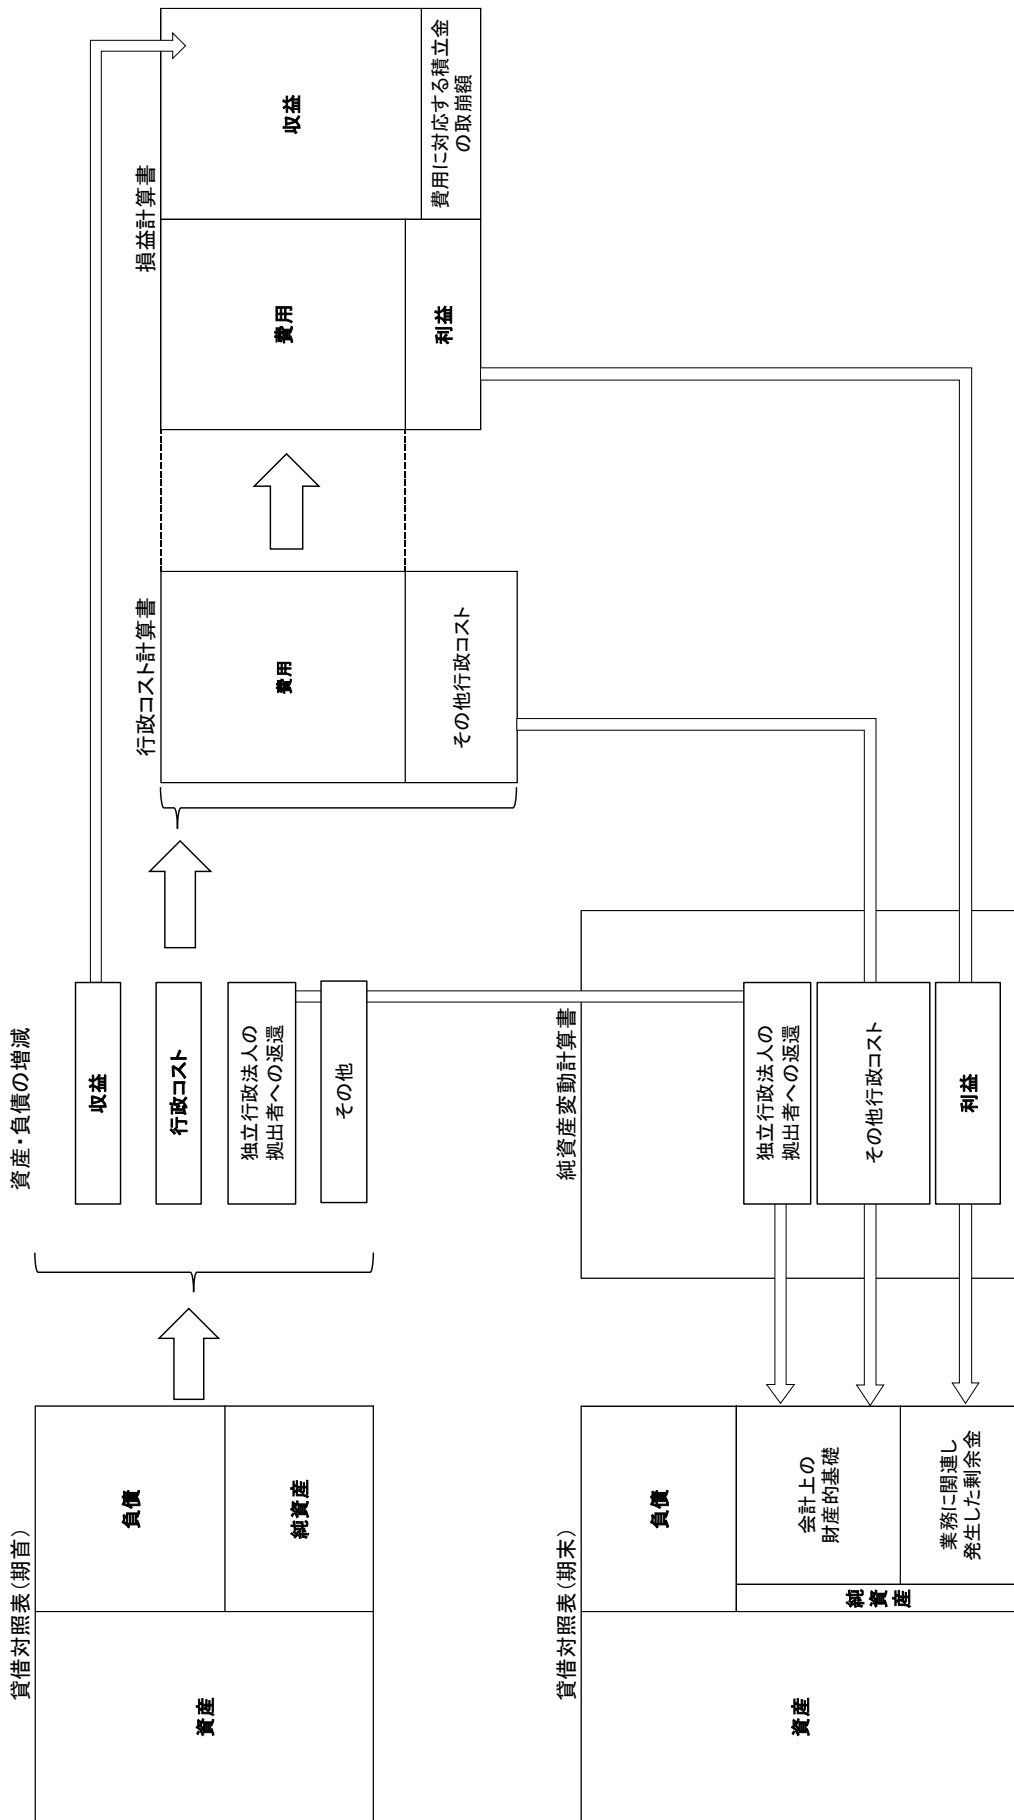 貸借対照表(期首)
資産
負債
純資産
資産・負債の増減
収益
行政コスト
独立行政法人の
拠出者への返還
その他
行政コスト計算書
費用
その他行政コスト
損益計算書
費用
利益
収益
費用に対応する積立金
の取崩額
貸借対照表(期末)
資産
負債
純資産
会計上の
財産的基礎
業務に関連し
発生した剰余金
純資産変動計算書
独立行政法人の
拠出者への返還
その他行政コスト
利益